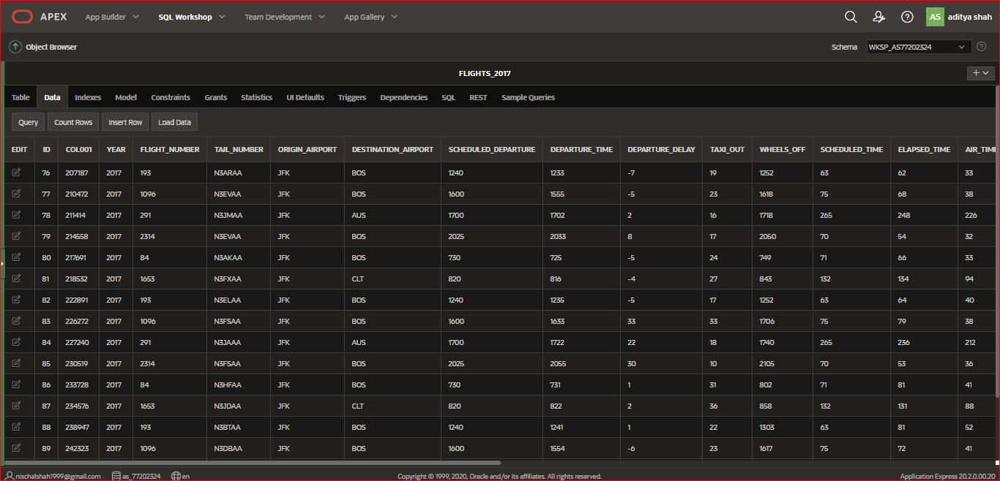 APEX App Builder SQL Workshop Team Development App Gallery AS aditya shah
Object Browser Schema WKSP_AS77202324
FLIGHTS_2017
Table Data Indexes Model Constraints Grants Statistics UI Defaults Triggers Dependencies SQL REST Sample Queries
Query Count Rows Insert Row Load Data
EDIT ID COL001 YEAR FLIGHT_NUMBER TAIL_NUMBER ORIGIN_AIRPORT DESTINATION_AIRPORT SCHEDULED_DEPARTURE DEPARTURE_TIME DEPARTURE_DELAY TAXI_OUT WHEELS_OFF SCHEDULED_TIME ELAPSED_TIME AIR_TIM
76 207187 2017 193 N3ARAA JFK BOS 1240 1233 -7 19 1252 63 62 33
77 210472 2017 1096 N3EVAA JFK BOS 1600 1555 -5 23 1618 75 68 38
78 211414 2017 291 N3JMAA JFK AUS 1700 1702 2 16 1718 265 248 226
79 214558 2017 2314 N3EVAA JFK BOS 2025 2033 8 17 2050 70 54 32
80 217691 2017 84 N3AKAA JFK BOS 730 725 -5 24 749 71 66 33
81 218532 2017 1653 N3FXAA JFK CLT 820 816 -4 27 843 132 134 94
82 222891 2017 193 N3ELAA JFK BOS 1240 1235 -5 17 1252 63 64 40
83 226272 2017 1096 N3FSAA JFK BOS 1600 1633 33 33 1706 75 79 38
84 227240 2017 291 N3JAAA JFK AUS 1700 1722 22 18 1740 265 236 212
85 230519 2017 2314 N3FSAA JFK BOS 2025 2055 30 10 2105 70 53 36
86 233728 2017 84 N3HFAA JFK BOS 730 731 1 31 802 71 81 41
87 234576 2017 1653 N3JDAA JFK CLT 820 822 2 36 858 132 131 88
88 238947 2017 193 N3BTAA JFK BOS 1240 1241 1 22 1303 63 81 52
89 242323 2017 1096 N3DBAA JFK BOS 1600 1554 -6 23 1617 75 72 41
nischalshah1999@gmail.com as_77202324 en Copyright © 1999, 2020, Oracle and/or its affiliates. All rights reserved. Application Express 20.2.0.00.20